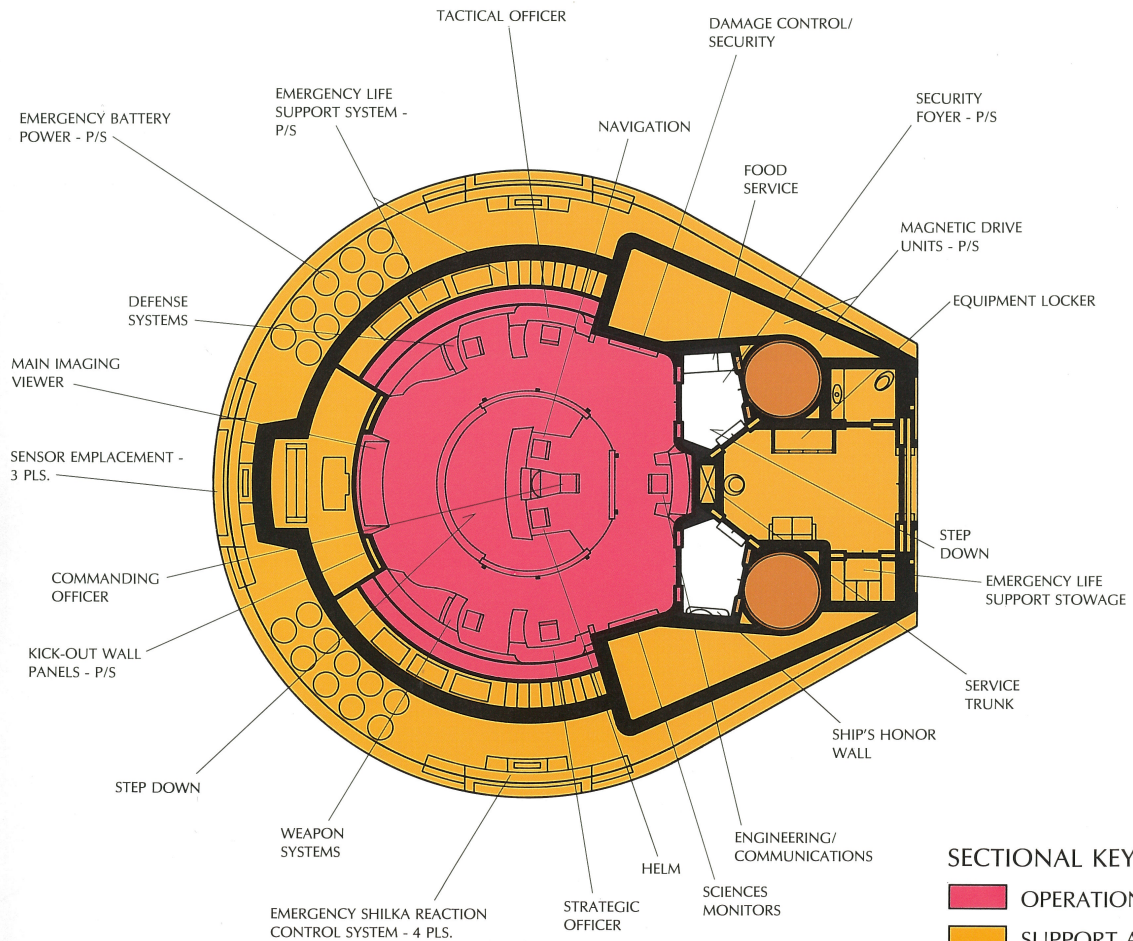 TACTICAL OFFICER
DAMAGE CONTROL/
SECURITY
EMERGENCY LIFE
SUPPORT SYSTEM -
P/S
SECURITY
FOYER - P/S
EMERGENCY BATTERY
POWER - P/S
NAVIGATION
FOOD
SERVICE
MAGNETIC DRIVE
UNITS - P/S
DEFENSE
SYSTEMS
EQUIPMENT LOCKER
MAIN IMAGING
VIEWER
SENSOR EMPLACEMENT -
3 PLS.
STEP
DOWN
COMMANDING
OFFICER
EMERGENCY LIFE
SUPPORT STOWAGE
KICK-OUT WALL
PANELS - P/S
SERVICE
TRUNK
SHIP'S HONOR
WALL
STEP DOWN
WEAPON
SYSTEMS
ENGINEERING/
COMMUNICATIONS
HELM
SCIENCES
MONITORS
STRATEGIC
OFFICER
EMERGENCY SHILKA REACTION
CONTROL SYSTEM - 4 PLS.
SECTIONAL KEY
OPERATION
SUPPORT A